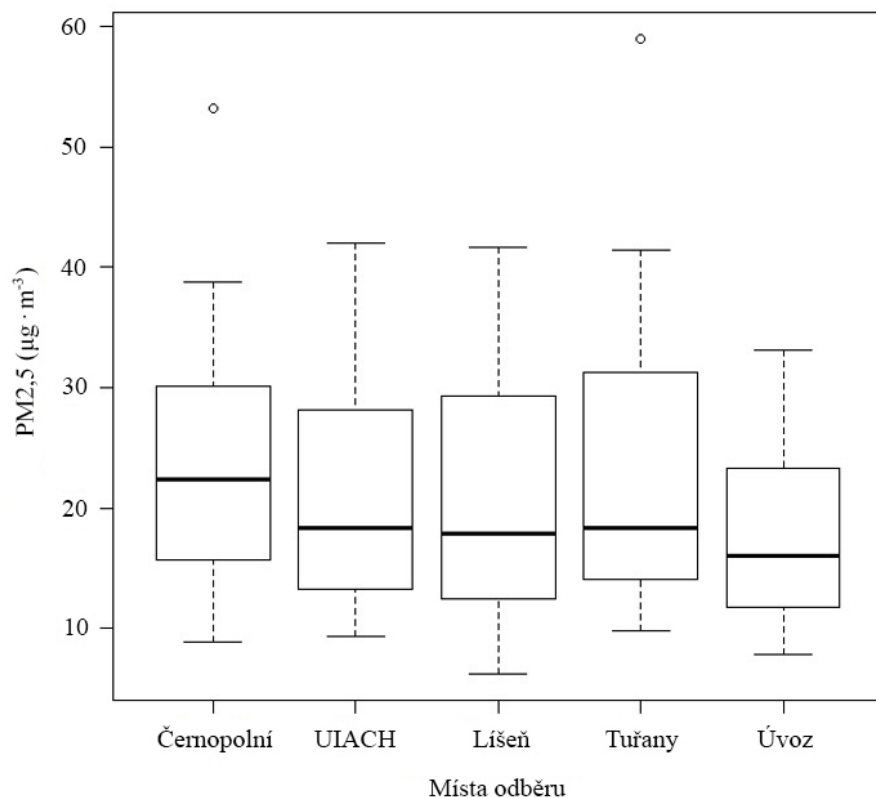 60
50
40
30
20
10
PM2,5 (µg · m⁻³)
Černopolní UIACH Líšeň Tuřany Úvoz
Místa odběru